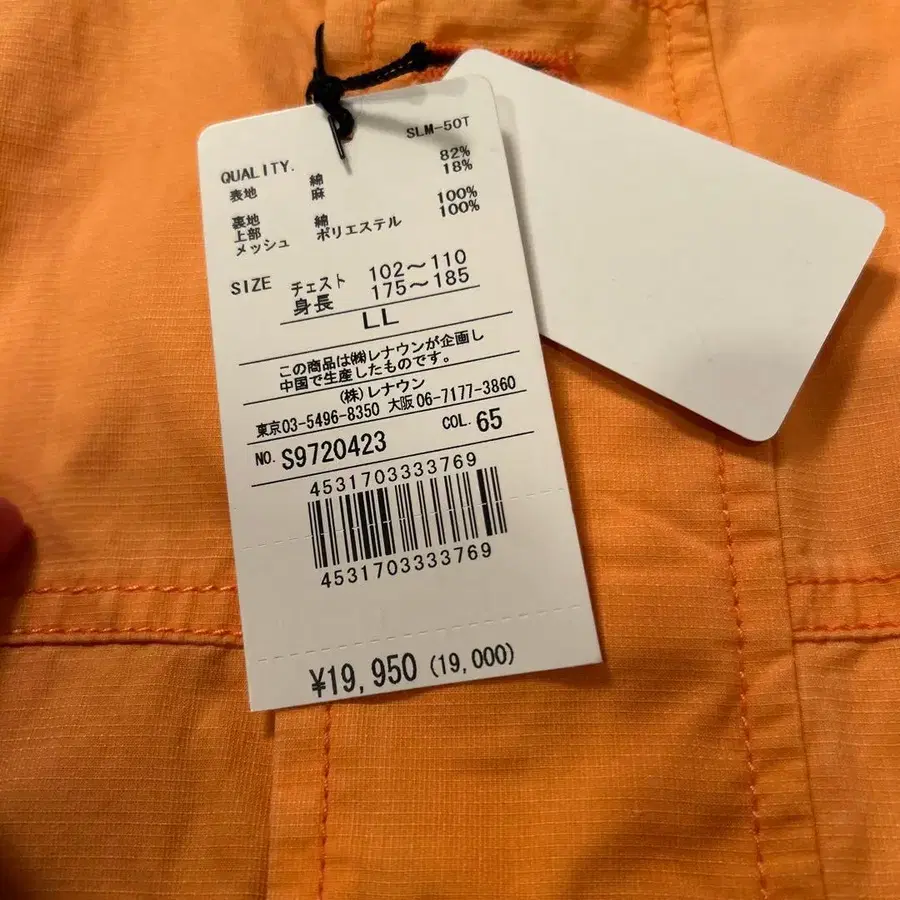 SLM-50T
QUALITY.
表地 綿 82%
麻 18%
裏地
上部 綿 100%
メッシュ ポリエステル 100%
SIZE チェスト 102～110
身長 175～185
LL
この商品は㈱レナウンが企画し
中国で生産したものです。
(株)レナウン
東京03-5496-8350 大阪06-7177-3860
NO. S9720423 COL. 65
4531703333769
4531703333769
¥19,950 (19,000)